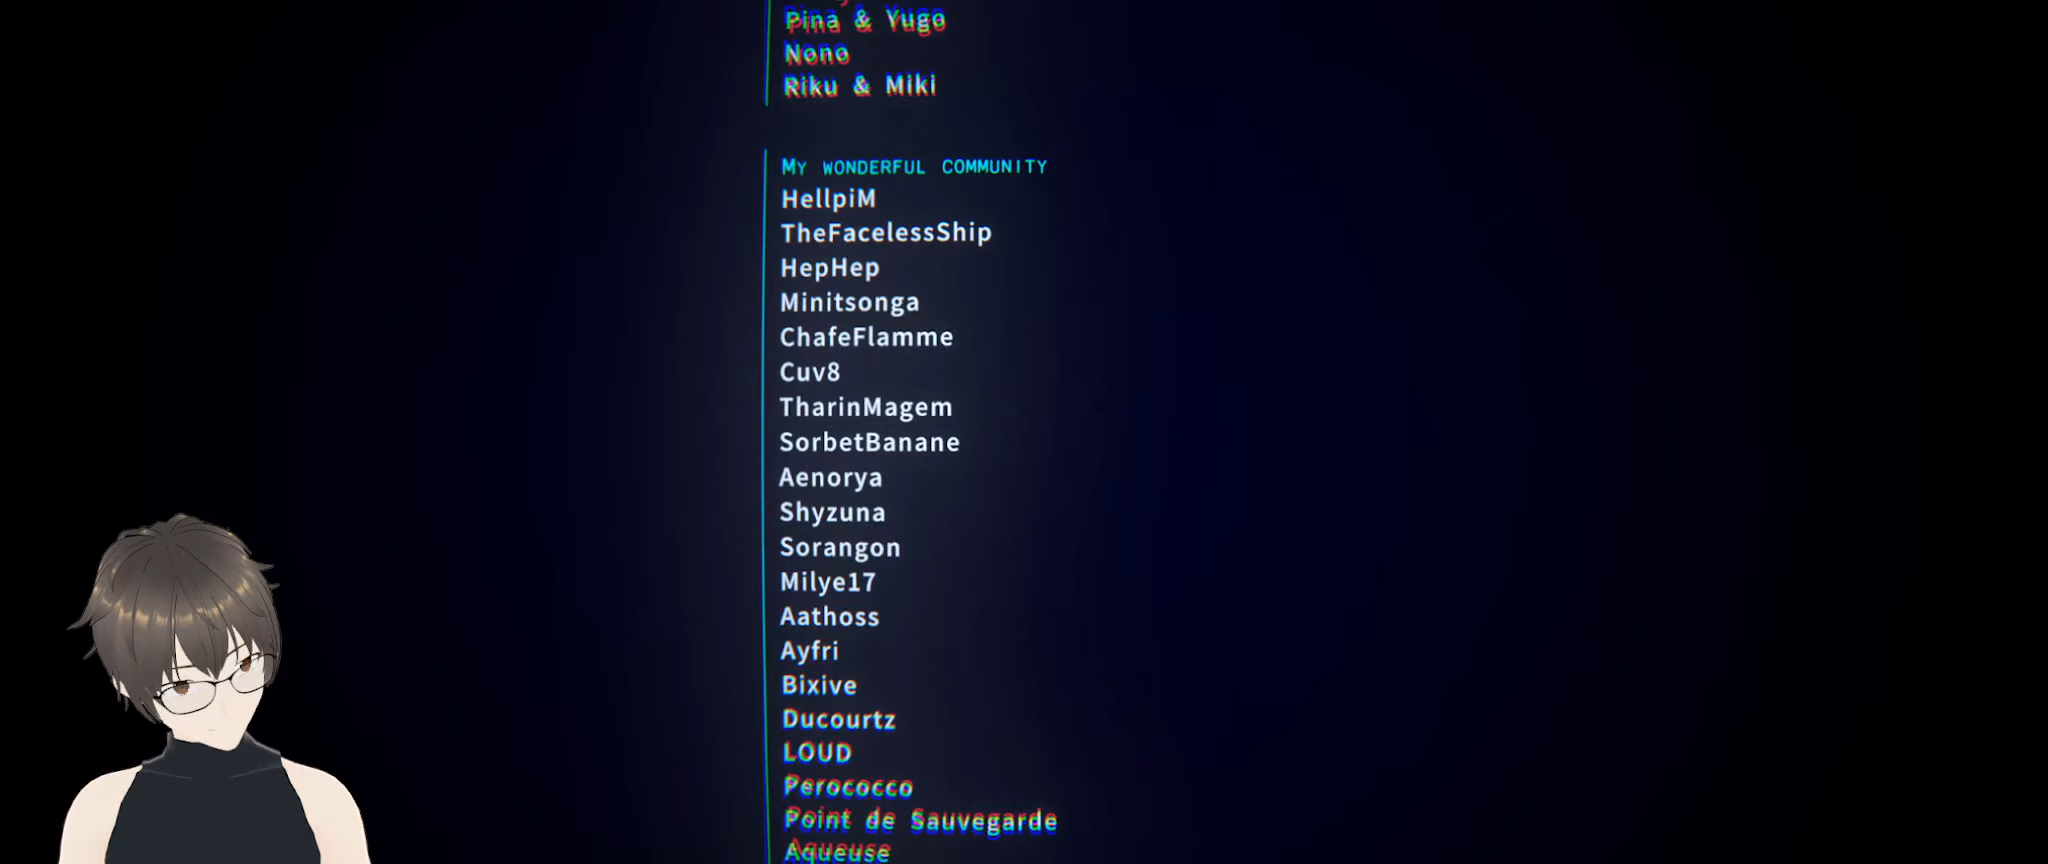 Pina & Yugo
Nono
Riku & Miki
MY WONDERFUL COMMUNITY
HellpiM
TheFacelessShip
HepHep
Minitsonga
ChafeFlamme
Cuv8
TharinMagem
SorbetBanane
Aenorya
Shyzuna
Sorangon
Milye17
Aathoss
Ayfri
Bixive
Ducourtz
LOUD
Perococco
Point de Sauvegarde
Aqueuse